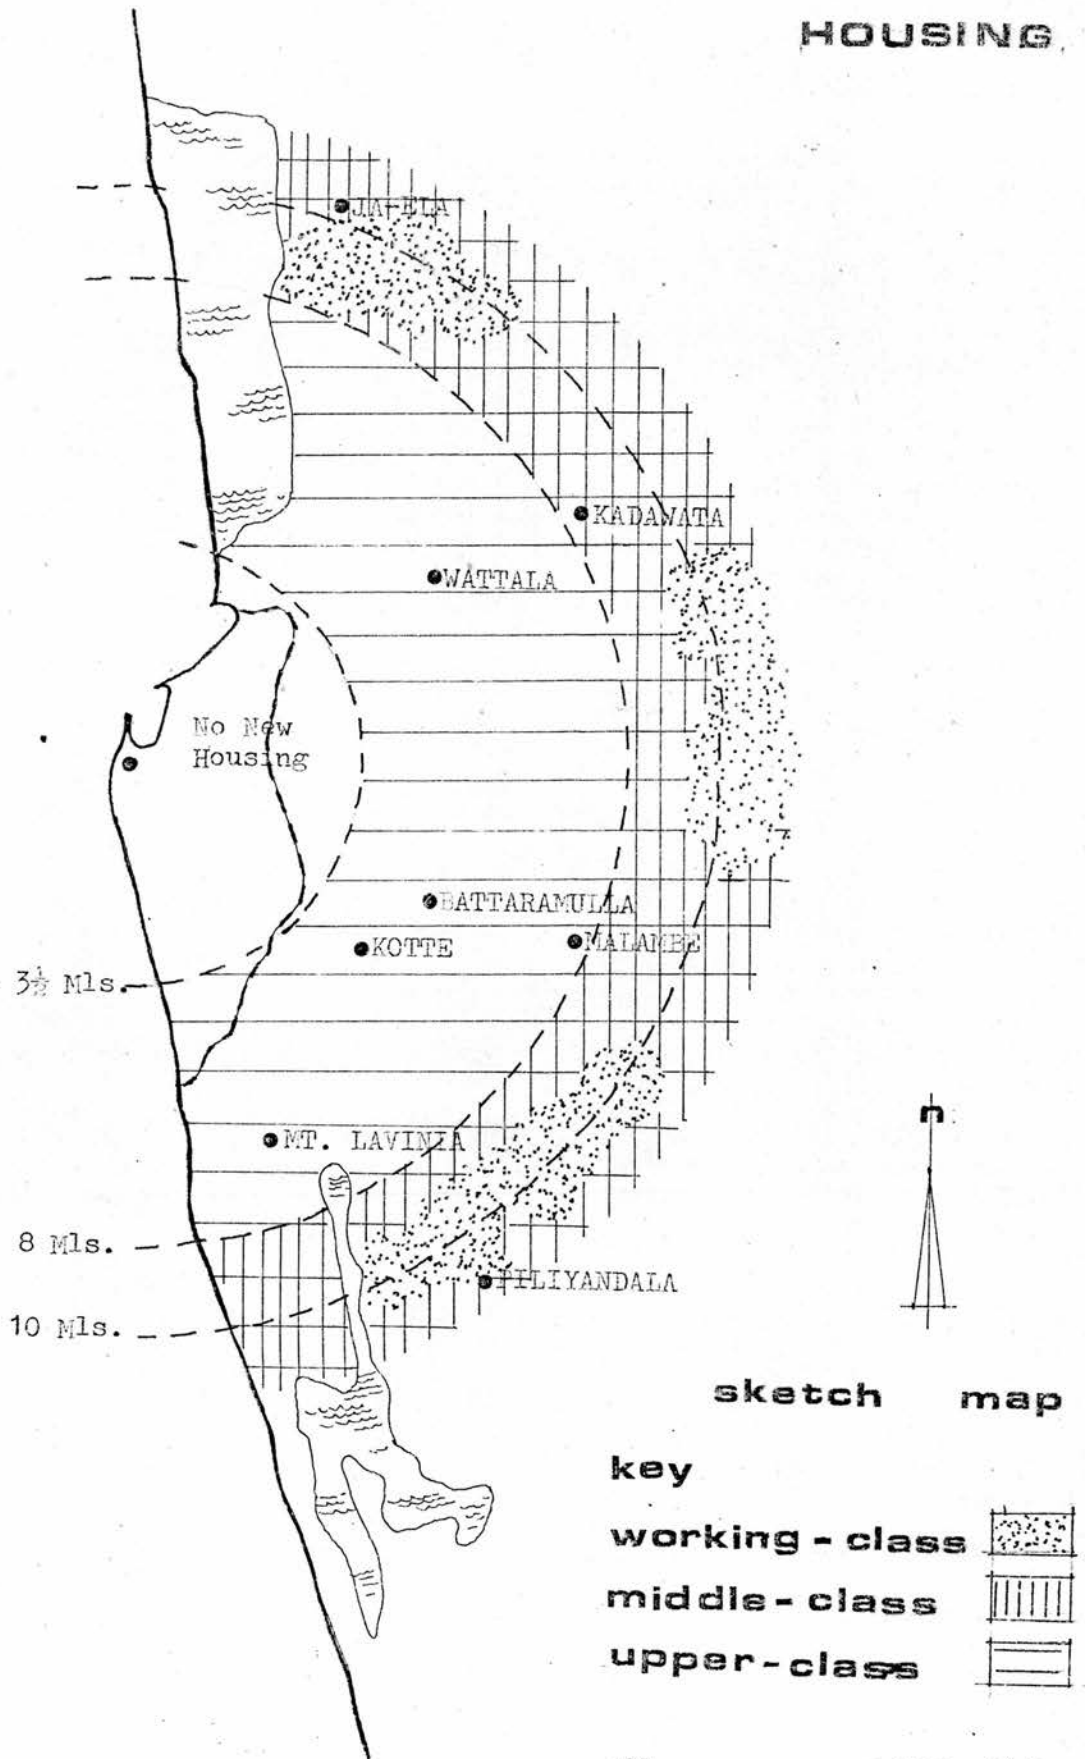 HOUSING
JA-ELA
KADAWATA
WATTALA
No New
Housing
BATTARAMULLA
KOTTE
MALAMBE
3½ Mls.
MT. LAVINIA
8 Mls.
PILIYANDALA
10 Mls.
n
sketch map
key
working-class
middle-class
upper-class